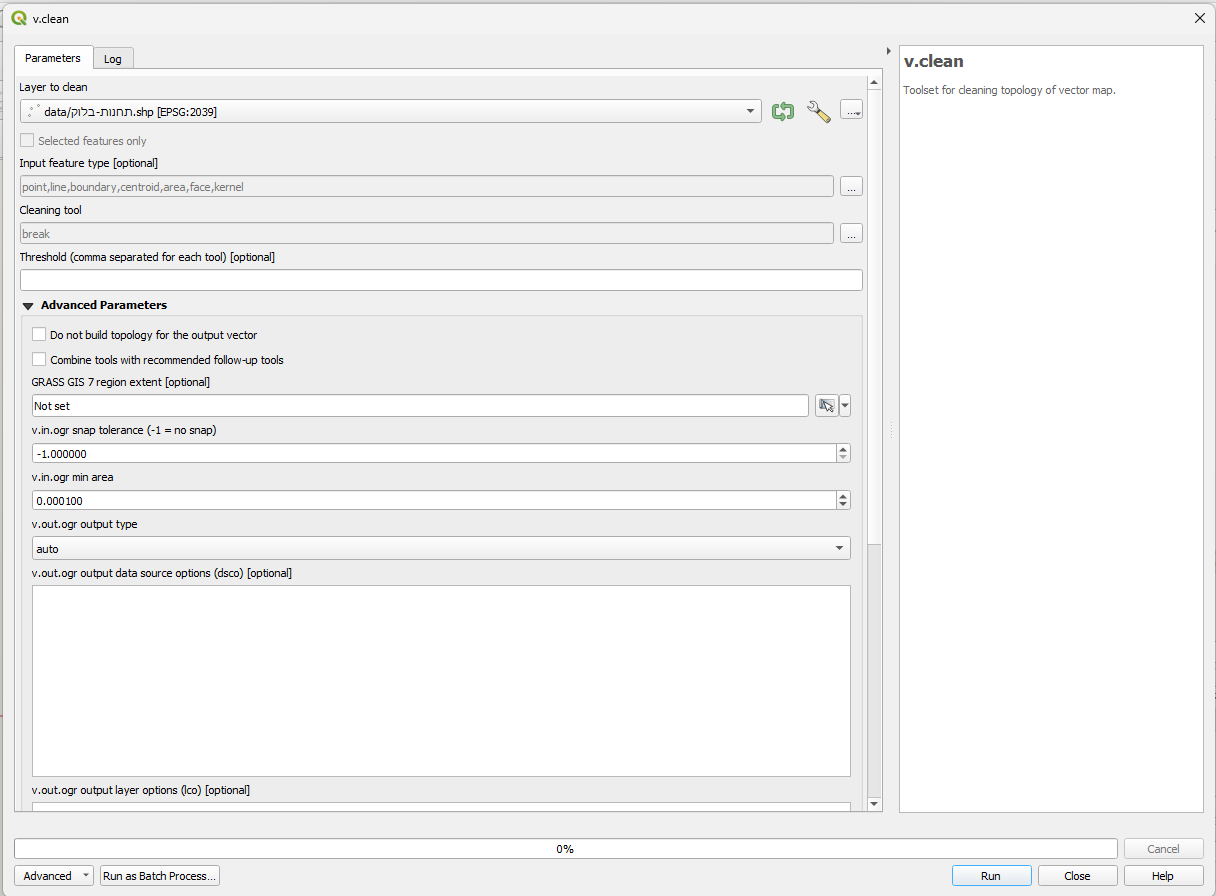 v.clean
Parameters
Log
Layer to clean
data/תחנות-בלוק.shp [EPSG:2039]
...
Selected features only
Input feature type [optional]
point,line,boundary,centroid,area,face,kernel
...
Cleaning tool
break
...
Threshold (comma separated for each tool) [optional]
Advanced Parameters
Do not build topology for the output vector
Combine tools with recommended follow-up tools
GRASS GIS 7 region extent [optional]
Not set
v.in.ogr snap tolerance (-1 = no snap)
-1.000000
v.in.ogr min area
0.000100
v.out.ogr output type
auto
v.out.ogr output data source options (dsco) [optional]
v.out.ogr output layer options (lco) [optional]
v.clean
Toolset for cleaning topology of vector map.
0%
Cancel
Advanced
Run as Batch Process...
Run
Close
Help